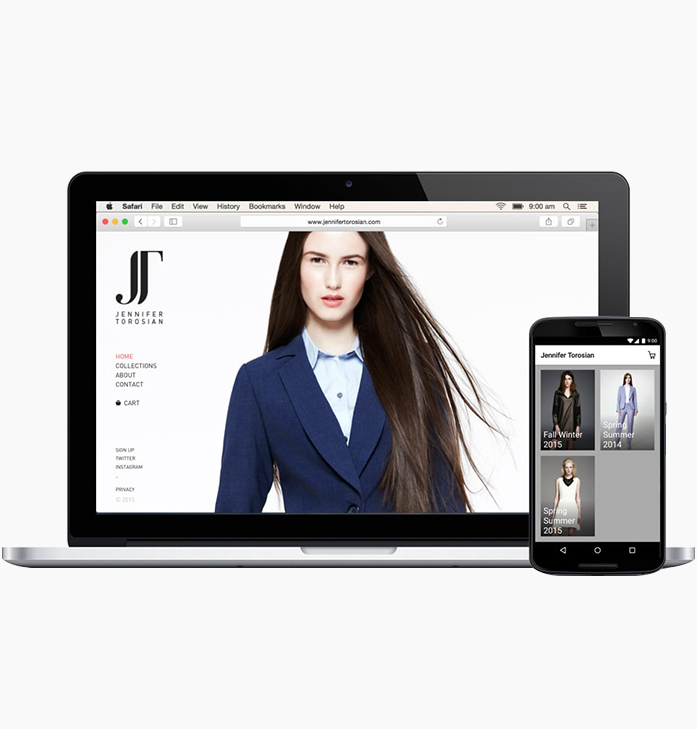 Safari File Edit View History Bookmarks Window Help 9:00 am
www.jennifertorosian.com
JT
JENNIFER
TOROSIAN
HOME
COLLECTIONS
ABOUT
CONTACT
CART
SIGN UP
TWITTER
INSTAGRAM
PRIVACY
© 2015
9:00
Jennifer Torosian
Fall Winter
2015
Spring
Summer
2014
Spring
Summer
2015